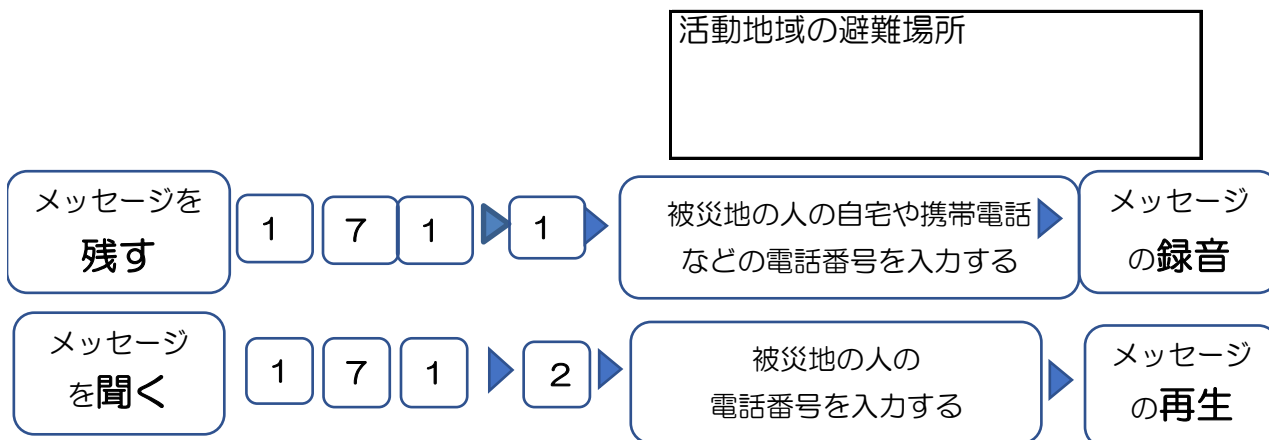 活動地域の避難場所
メッセージを
残す
1 7 1 1
被災地の人の自宅や携帯電話
などの電話番号を入力する
メッセージ
の録音
メッセージ
を聞く
1 7 1 2
被災地の人の
電話番号を入力する
メッセージ
の再生